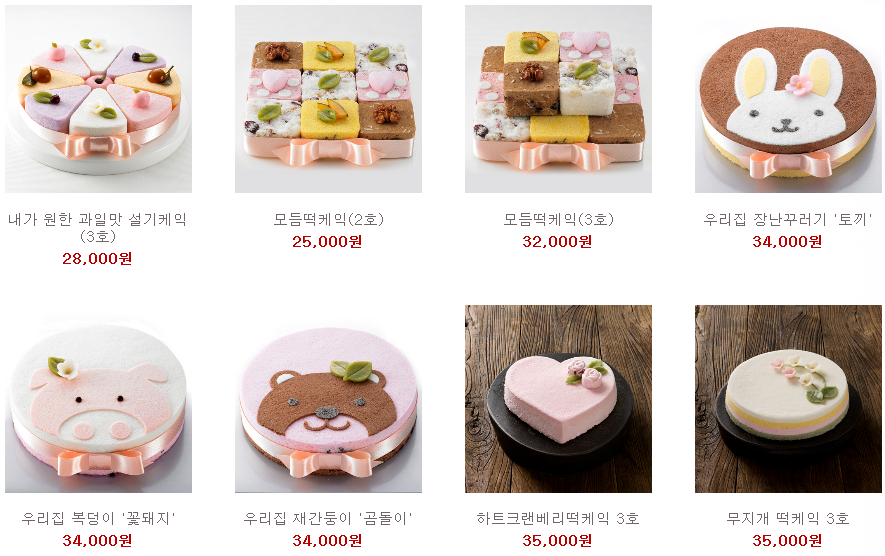 내가 원한 과일맛 설기케익
(3호)
28,000원
모듬떡케익(2호)
25,000원
모듬떡케익(3호)
32,000원
우리집 장난꾸러기 '토끼'
34,000원
우리집 복덩이 '꽃돼지'
34,000원
우리집 재간둥이 '곰돌이'
34,000원
하트크랜베리떡케익 3호
35,000원
무지개 떡케익 3호
35,000원